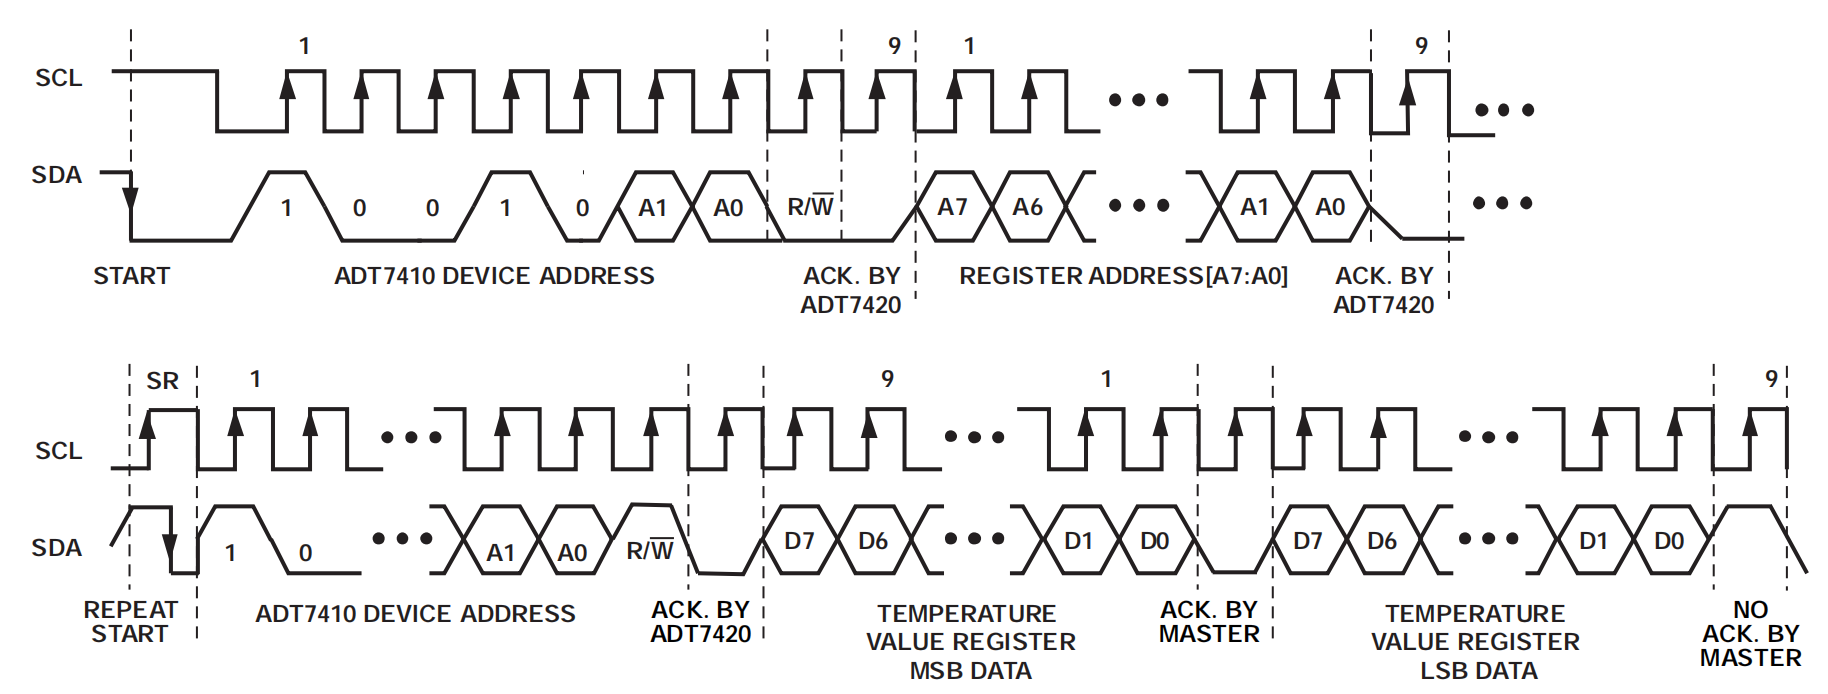 1 9 1 9
SCL
SDA 1 0 0 1 0 A1 A0 R/W̅ A7 A6 A1 A0
START ADT7410 DEVICE ADDRESS ACK. BY REGISTER ADDRESS[A7:A0] ACK. BY
ADT7420 ADT7420
SR 1 9 1 9
SCL
SDA 1 0 A1 A0 R/W̅ D7 D6 D1 D0 D7 D6 D1 D0
REPEAT ADT7410 DEVICE ADDRESS ACK. BY TEMPERATURE ACK. BY TEMPERATURE NO
START ADT7420 VALUE REGISTER MASTER VALUE REGISTER ACK. BY
MSB DATA LSB DATA MASTER